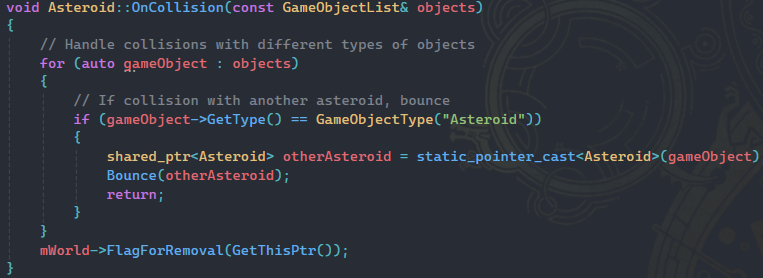 void Asteroid::OnCollision(const GameObjectList& objects)
{
    // Handle collisions with different types of objects
    for (auto gameObject : objects)
    {
        // If collision with another asteroid, bounce
        if (gameObject->GetType() == GameObjectType("Asteroid"))
        {
            shared_ptr<Asteroid> otherAsteroid = static_pointer_cast<Asteroid>(gameObject)
            Bounce(otherAsteroid);
            return;
        }
    }
    mWorld->FlagForRemoval(GetThisPtr());
}